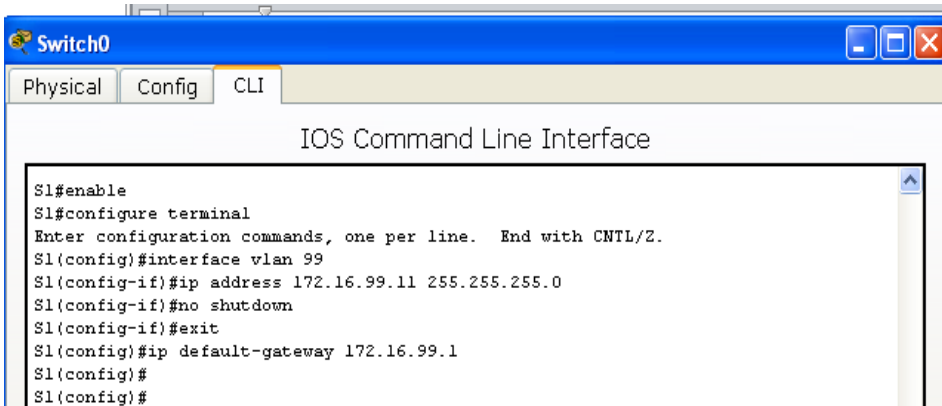 Switch0
Physical Config CLI
IOS Command Line Interface
S1#enable
S1#configure terminal
Enter configuration commands, one per line.  End with CNTL/Z.
S1(config)#interface vlan 99
S1(config-if)#ip address 172.16.99.11 255.255.255.0
S1(config-if)#no shutdown
S1(config-if)#exit
S1(config)#ip default-gateway 172.16.99.1
S1(config)#
S1(config)#